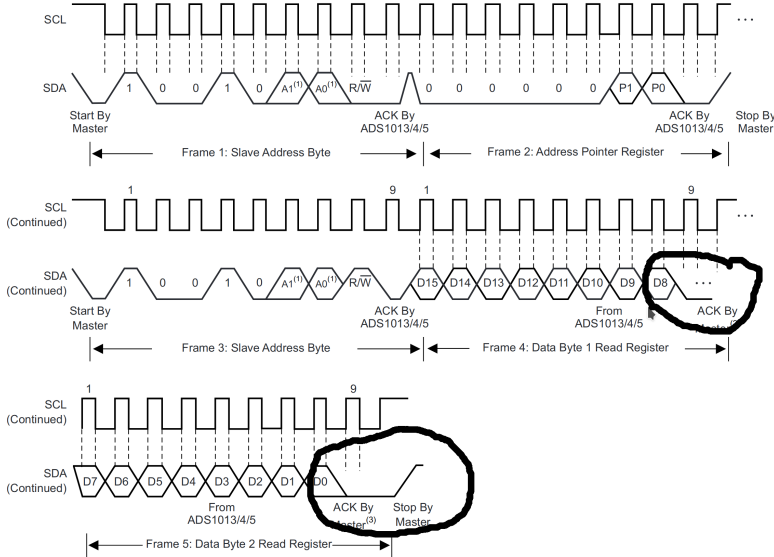 SCL
...
SDA
1 0 0 1 0 A1(1) A0(1) R/W 0 0 0 0 0 0 P1 P0
Start By Master
ACK By ADS1013/4/5
ACK By ADS1013/4/5
Stop By Master
Frame 1: Slave Address Byte
Frame 2: Address Pointer Register
1 9 1 9
SCL (Continued)
...
SDA (Continued)
1 0 0 1 0 A1(1) A0(1) R/W D15 D14 D13 D12 D11 D10 D9 D8 ...
Start By Master
ACK By ADS1013/4/5
From ADS1013/4/5
ACK By
Frame 3: Slave Address Byte
Frame 4: Data Byte 1 Read Register
1 9
SCL (Continued)
SDA (Continued)
D7 D6 D5 D4 D3 D2 D1 D0
From ADS1013/4/5
ACK By Master(3)
Stop By Master
Frame 5: Data Byte 2 Read Register